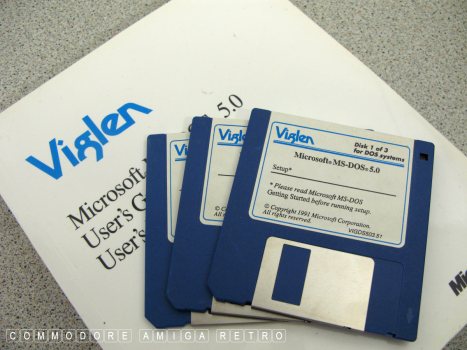 Viglen
Microsoft 5.0
User's G
User's
Viglen
Disk 1 of 3
for DOS systems
Microsoft® MS-DOS® 5.0
Setup*
* Please read Microsoft MS-DOS
Getting Started before running setup.
© Copyright 1991 Microsoft Corporation.
All rights reserved.
Mi
COMMODORE AMIGA RETRO